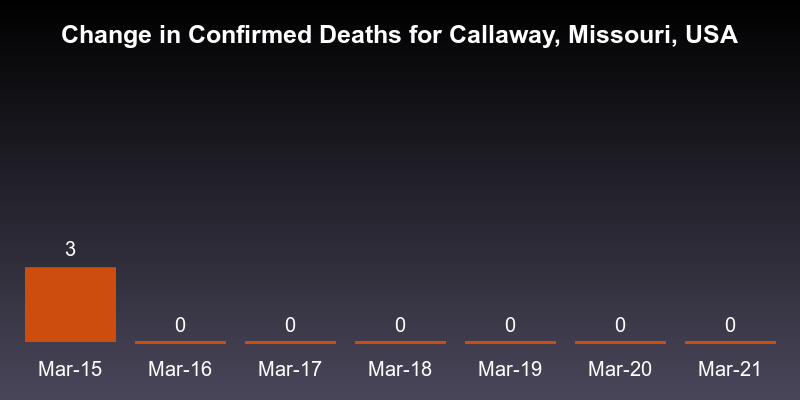 Change in Confirmed Deaths for Callaway, Missouri, USA
3
0 0 0 0 0 0
Mar-15 Mar-16 Mar-17 Mar-18 Mar-19 Mar-20 Mar-21